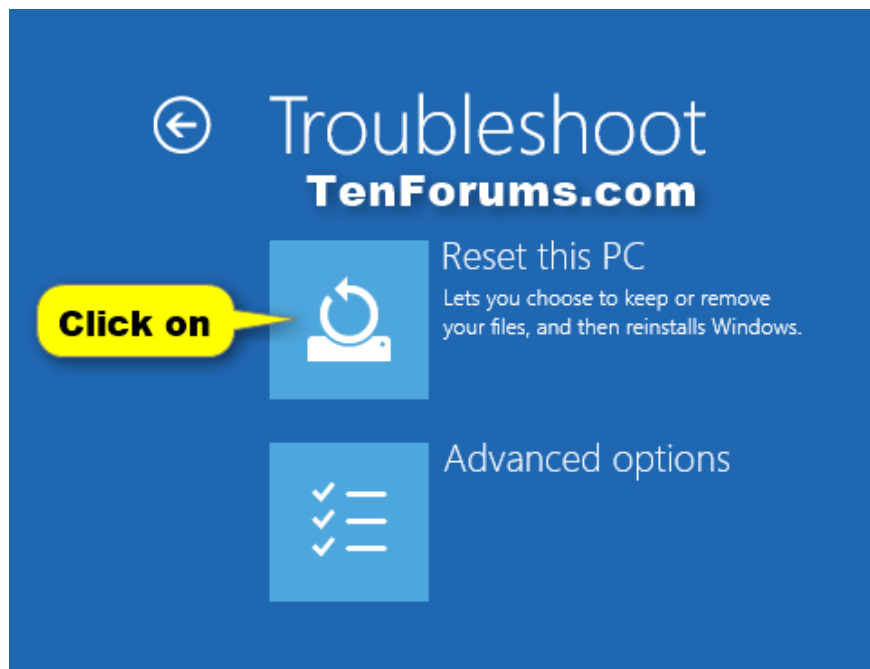 Troubleshoot
TenForums.com
Reset this PC
Lets you choose to keep or remove
your files, and then reinstalls Windows.
Click on
Advanced options